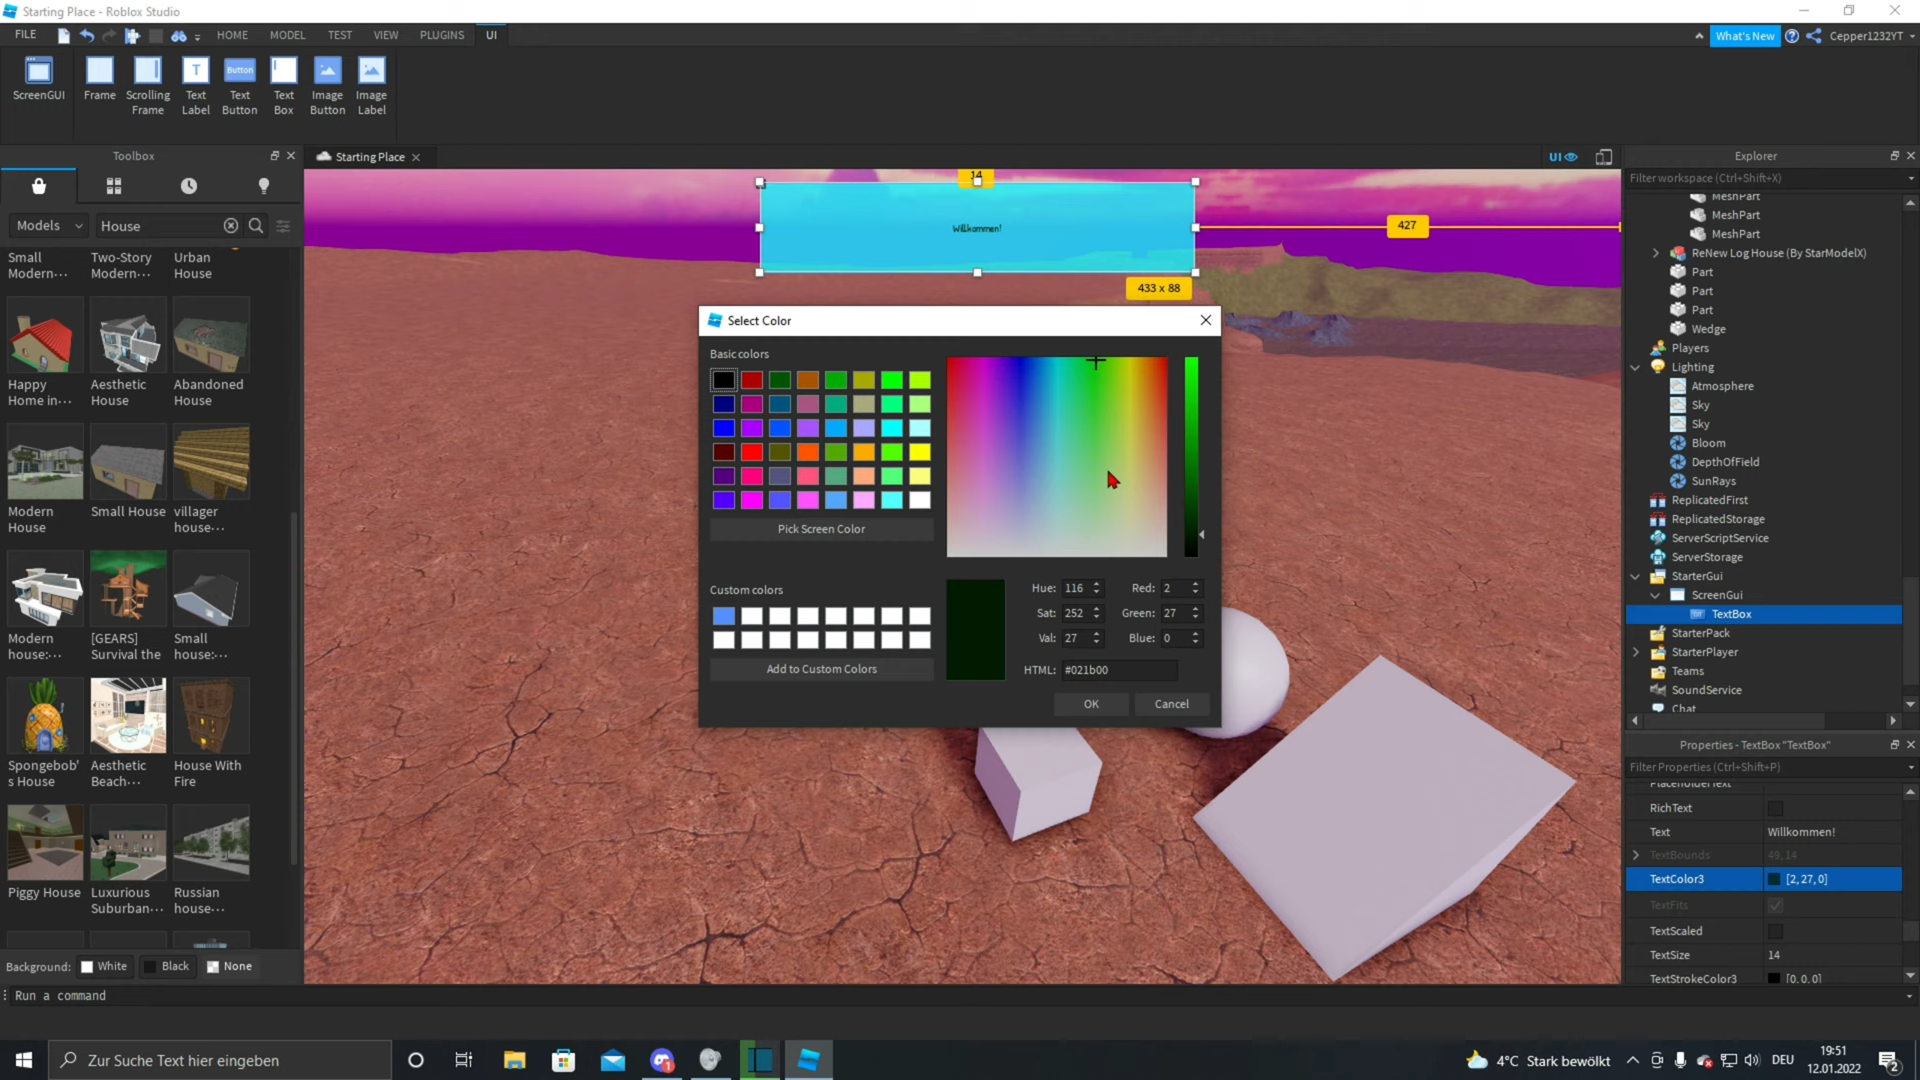 Starting Place - Roblox Studio
FILE HOME MODEL TEST VIEW PLUGINS UI
What's New Cepper1232YT
ScreenGUI
Frame
Scrolling Frame
Text Label
Button
Text Button
Text Box
Image Button
Image Label
Toolbox
Starting Place
UI
Explorer
Models House
Filter workspace (Ctrl+Shift+X)
Small Modern-···
Two-Story Modern-···
Urban House
Happy Home in-···
Aesthetic House
Abandoned House
Modern House
Small House
villager house-···
Modern house:-···
[GEARS] Survival the
Small house:-···
Spongebob's House
Aesthetic Beach-···
House With Fire
Piggy House
Luxurious Suburban-···
Russian house-···
Background: White Black None
14
Willkommen!
427
433 x 88
Select Color
Basic colors
Pick Screen Color
Custom colors
Add to Custom Colors
Hue: 116 Red: 2
Sat: 252 Green: 27
Val: 27 Blue: 0
HTML: #021b00
OK Cancel
MeshPart
MeshPart
MeshPart
ReNew Log House (By StarModelX)
Part
Part
Part
Wedge
Players
Lighting
Atmosphere
Sky
Sky
Bloom
DepthOfField
SunRays
ReplicatedFirst
ReplicatedStorage
ServerScriptService
ServerStorage
StarterGui
ScreenGui
TextBox
StarterPack
StarterPlayer
Teams
SoundService
Chat
Properties - TextBox "TextBox"
Filter Properties (Ctrl+Shift+P)
PlaceholderText
RichText
Text Willkommen!
TextBounds 49, 14
TextColor3 [2, 27, 0]
TextFits
TextScaled
TextSize 14
TextStrokeColor3 [0, 0, 0]
Run a command
Zur Suche Text hier eingeben
4°C Stark bewölkt
DEU
19:51
12.01.2022
2